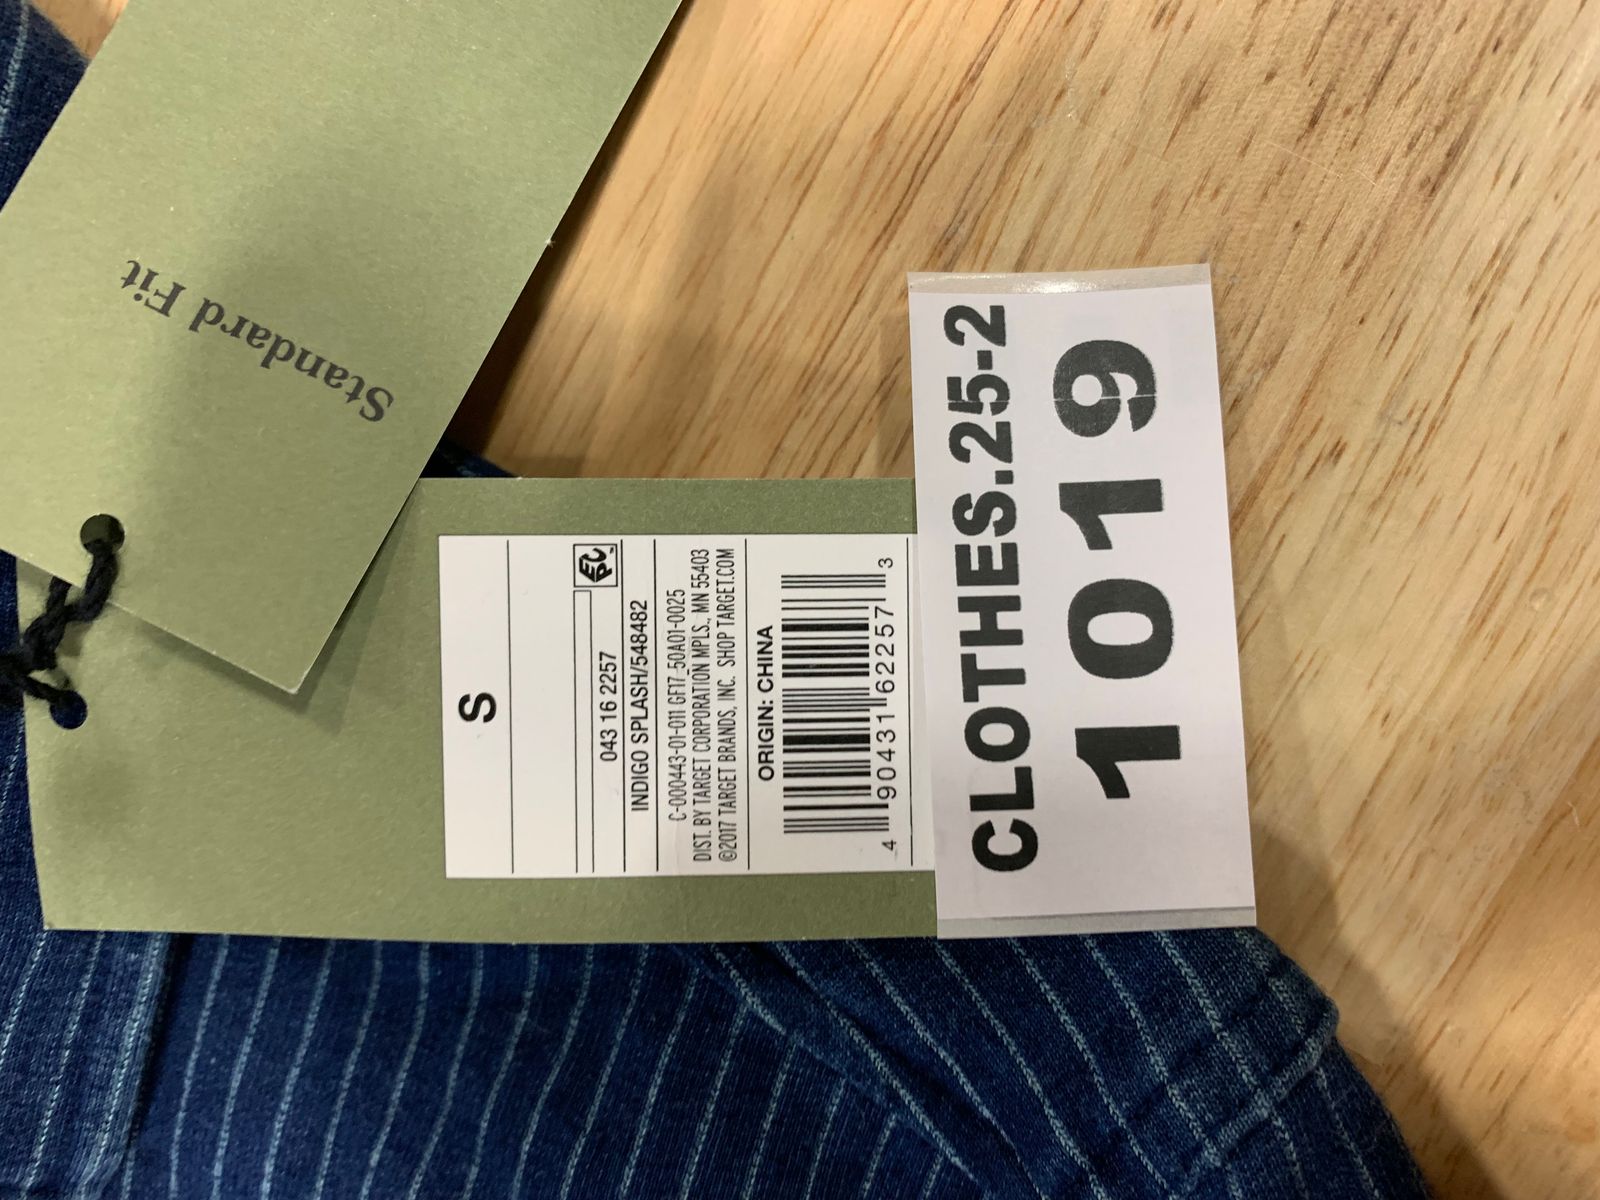 Standard Fit
S
EPC
043 16 2257
INDIGO SPLASH/548482
C-000443-01-011 GF17_50A01-0025
DIST. BY TARGET CORPORATION MPLS., MN 55403
©2017 TARGET BRANDS, INC. SHOP TARGET.COM
ORIGIN: CHINA
4 90431 62257 3
CLOTHES.25-2
1019